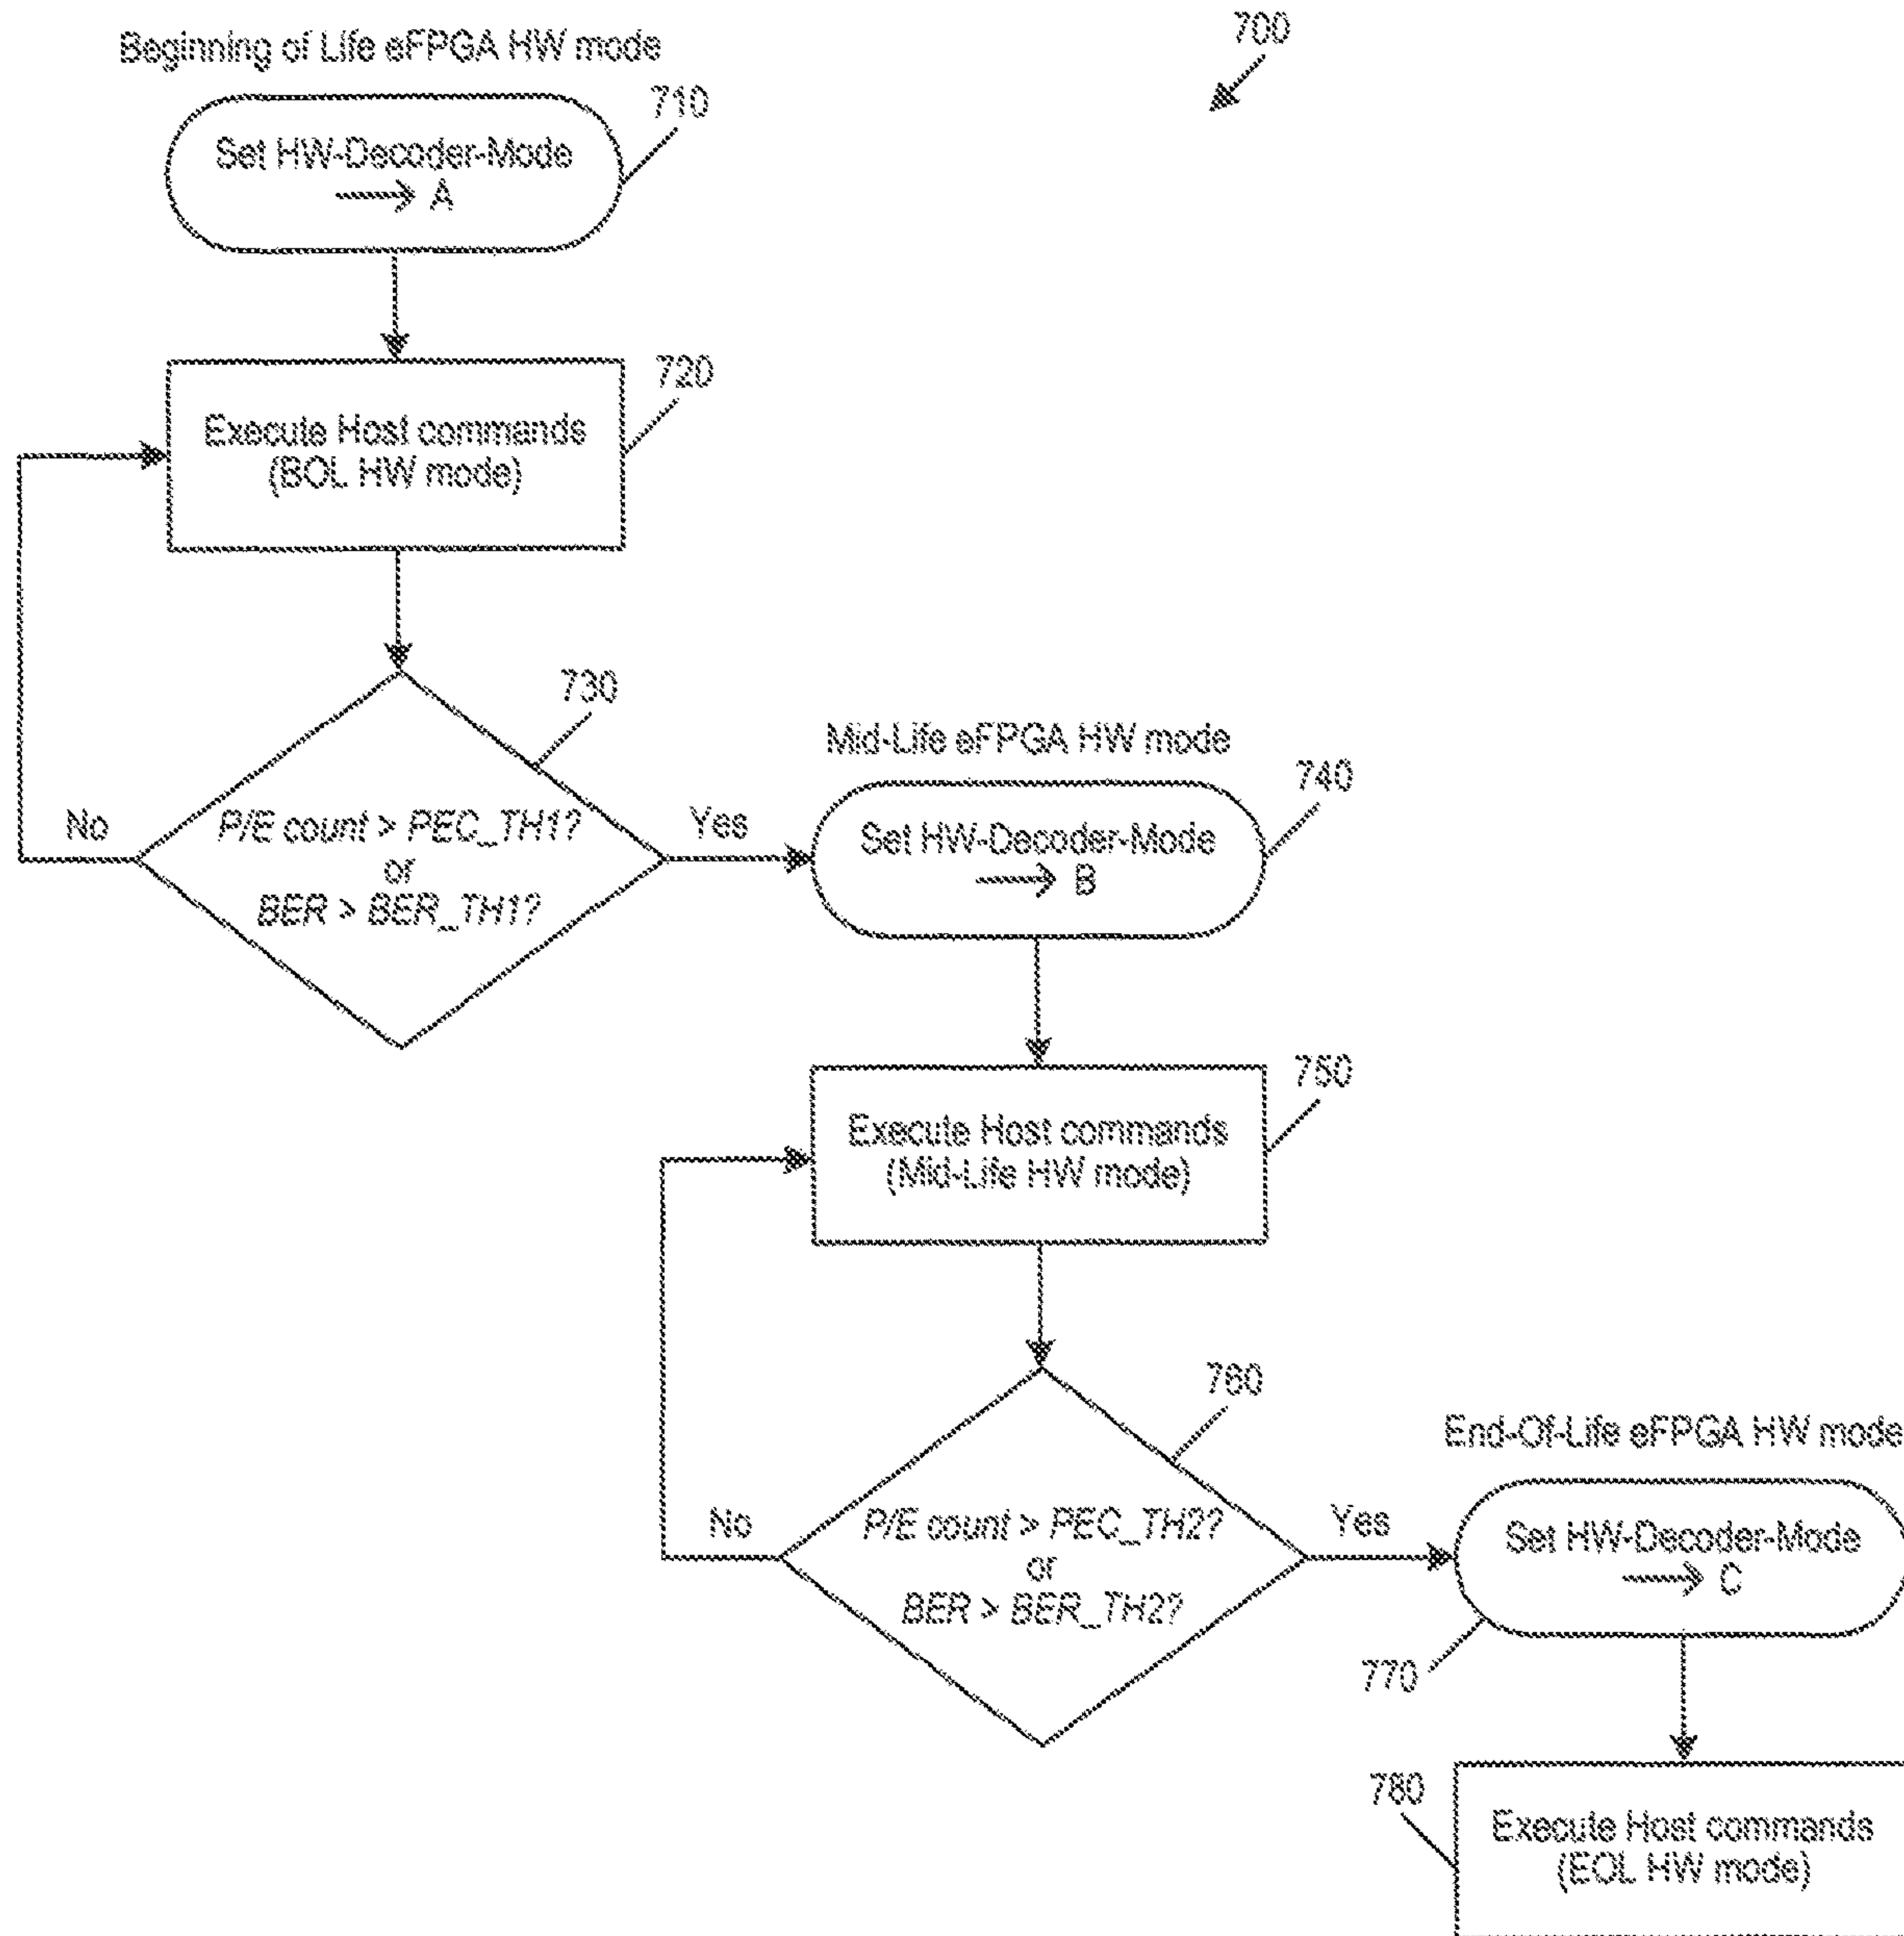 700
Beginning of Life eFPGA HW mode
710
Set HW-Decoder-Mode
→ A
720
Execute Host commands
(BOL HW mode)
730
P/E count > PEC_TH1?
or
BER > BER_TH1?
No
Yes
Mid-Life eFPGA HW mode
740
Set HW-Decoder-Mode
→ B
750
Execute Host commands
(Mid-Life HW mode)
760
P/E count > PEC_TH2?
or
BER > BER_TH2?
No
Yes
End-Of-Life eFPGA HW mode
Set HW-Decoder-Mode
→ C
770
780
Execute Host commands
(EOL HW mode)